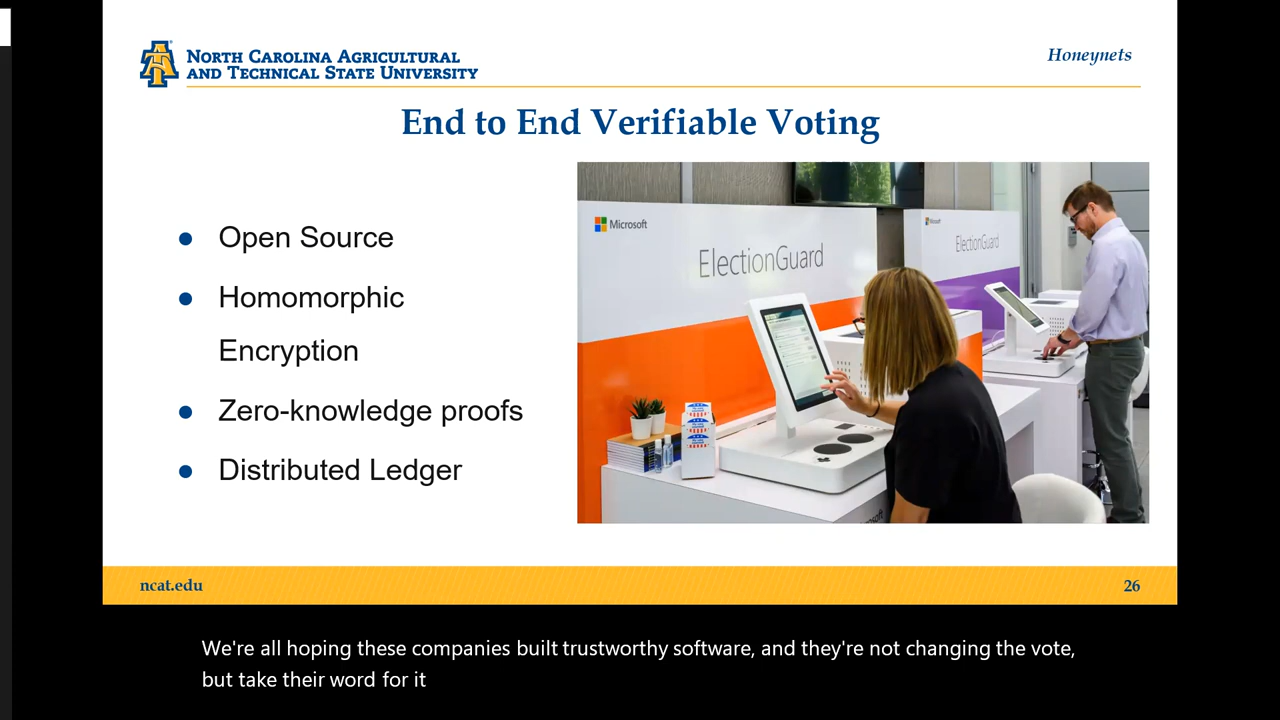 NORTH CAROLINA AGRICULTURAL
AND TECHNICAL STATE UNIVERSITY
Honeynets
End to End Verifiable Voting
● Open Source
● Homomorphic
Encryption
● Zero-knowledge proofs
● Distributed Ledger
Microsoft
ElectionGuard
Microsoft
ElectionGuard
ncat.edu
26
We're all hoping these companies built trustworthy software, and they're not changing the vote,
but take their word for it